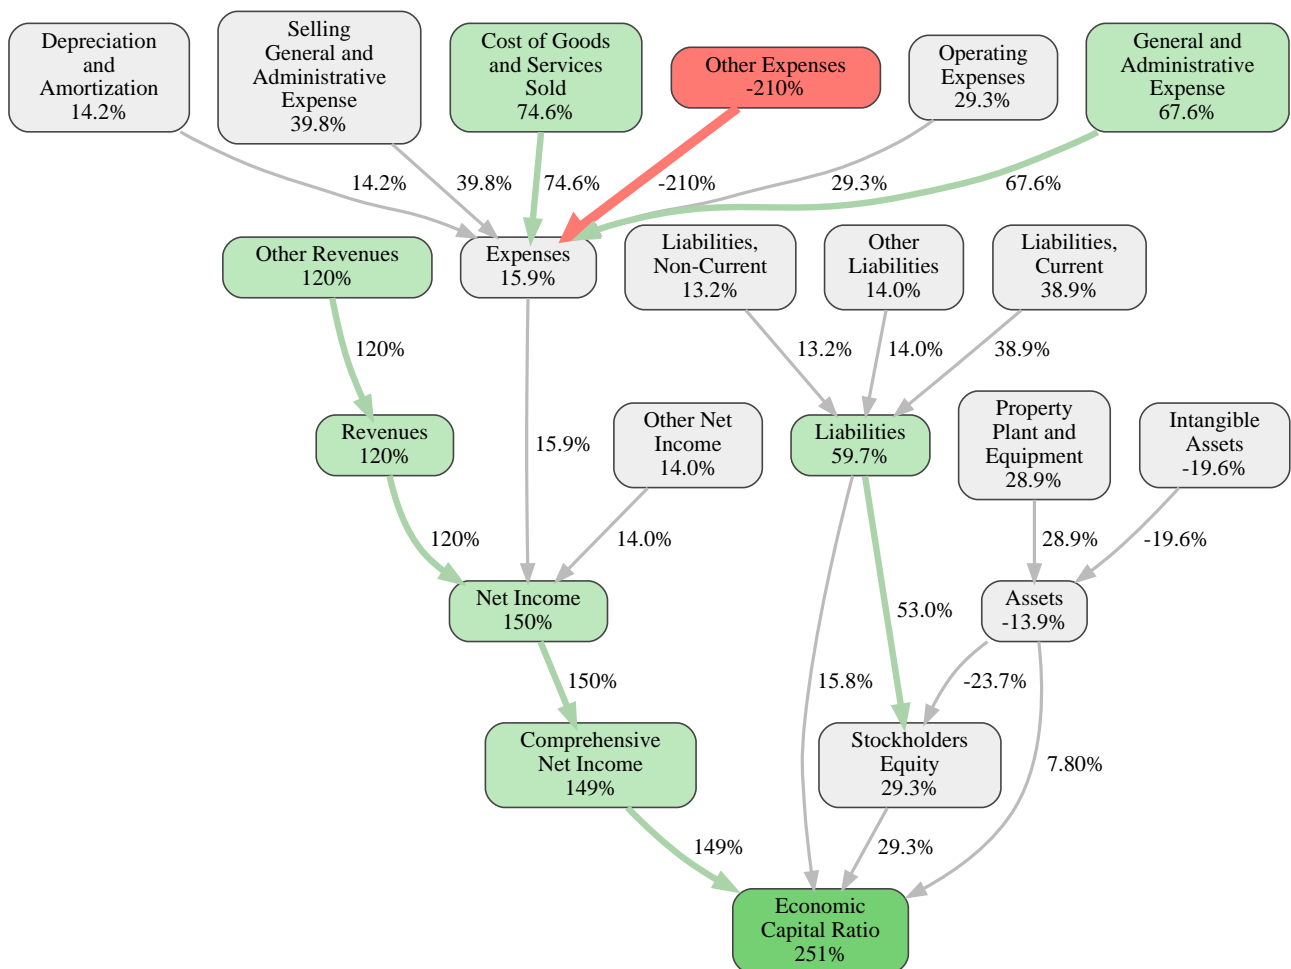 Depreciation
and
Amortization
14.2%
Selling
General and
Administrative
Expense
39.8%
Cost of Goods
and Services
Sold
74.6%
Other Expenses
-210%
Operating
Expenses
29.3%
General and
Administrative
Expense
67.6%
14.2%
39.8%
74.6%
-210%
29.3%
67.6%
Other Revenues
120%
Expenses
15.9%
Liabilities,
Non-Current
13.2%
Other
Liabilities
14.0%
Liabilities,
Current
38.9%
120%
13.2%
14.0%
38.9%
Revenues
120%
15.9%
Other Net
Income
14.0%
Liabilities
59.7%
Property
Plant and
Equipment
28.9%
Intangible
Assets
-19.6%
120%
14.0%
28.9%
-19.6%
Net Income
150%
53.0%
Assets
-13.9%
150%
15.8%
-23.7%
Comprehensive
Net Income
149%
Stockholders
Equity
29.3%
7.80%
149%
29.3%
Economic
Capital Ratio
251%